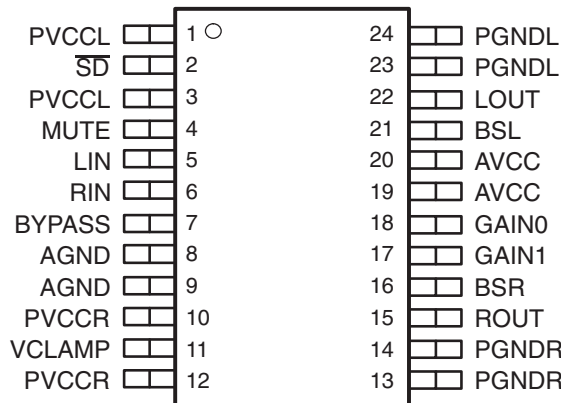 PVCCL 1 24 PGNDL
S̅D̅ 2 23 PGNDL
PVCCL 3 22 LOUT
MUTE 4 21 BSL
LIN 5 20 AVCC
RIN 6 19 AVCC
BYPASS 7 18 GAIN0
AGND 8 17 GAIN1
AGND 9 16 BSR
PVCCR 10 15 ROUT
VCLAMP 11 14 PGNDR
PVCCR 12 13 PGNDR